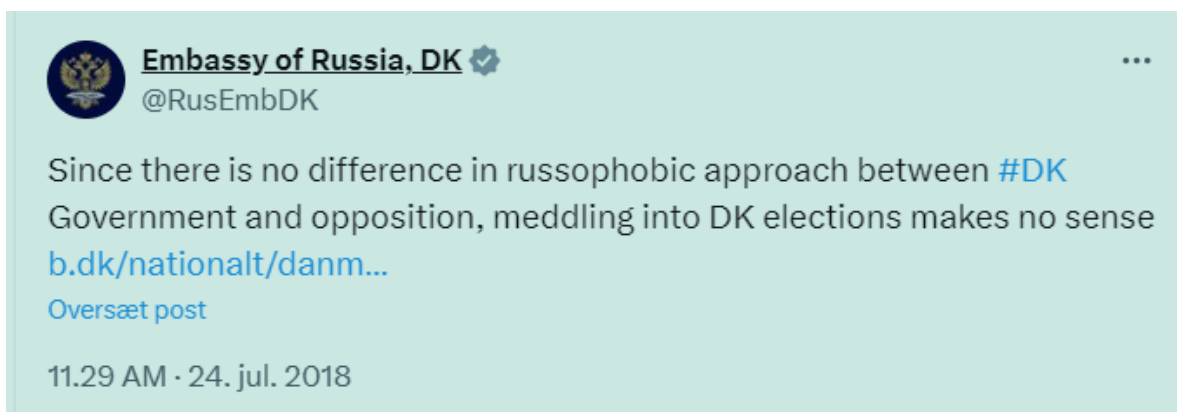 Embassy of Russia, DK
@RusEmbDK
Since there is no difference in russophobic approach between #DK
Government and opposition, meddling into DK elections makes no sense
b.dk/nationalt/danm...
Oversæt post
11.29 AM · 24. jul. 2018